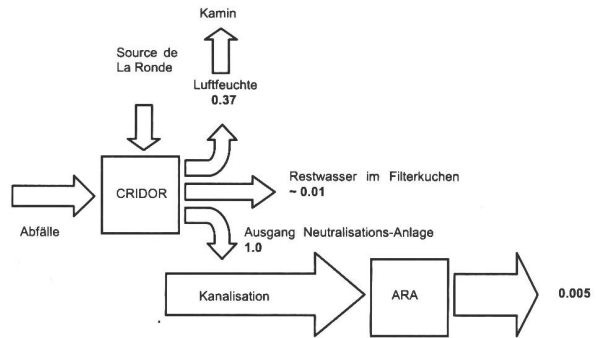 Kamin
Source de
La Ronde
Luftfeuchte
0.37
CRIDOR
Restwasser im Filterkuchen
~ 0.01
Abfälle
Ausgang Neutralisations-Anlage
1.0
Kanalisation
ARA
0.005